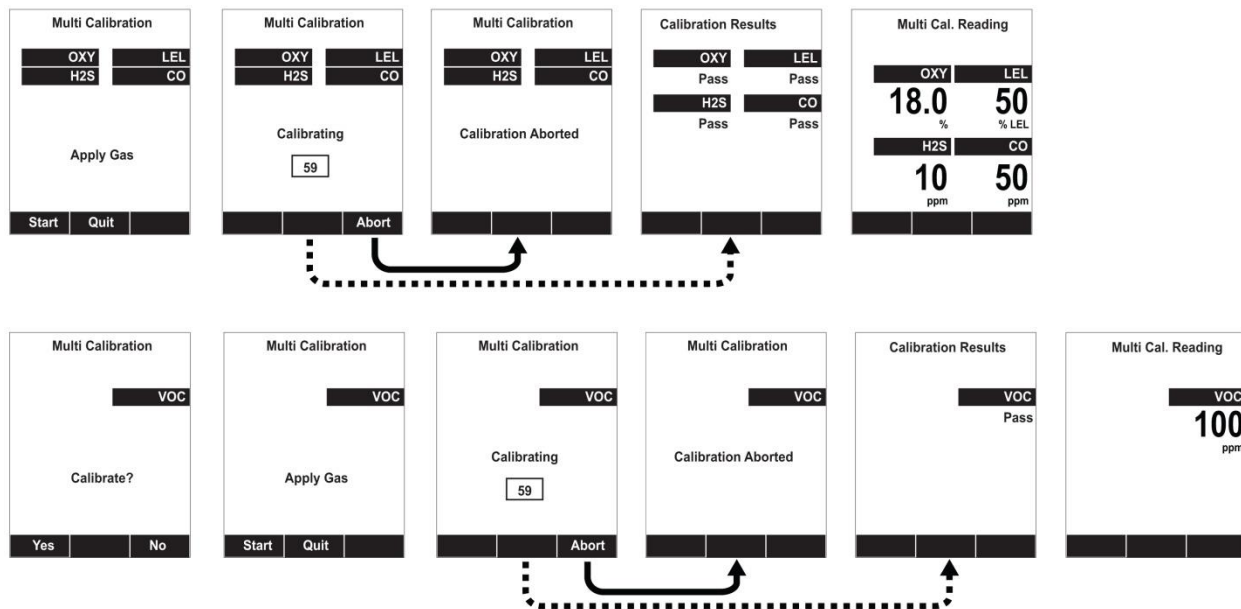 Multi Calibration
OXY LEL
H2S CO
Apply Gas
Start Quit
Multi Calibration
OXY LEL
H2S CO
Calibrating
59
Abort
Multi Calibration
OXY LEL
H2S CO
Calibration Aborted
Calibration Results
OXY LEL
Pass Pass
H2S CO
Pass Pass
Multi Cal. Reading
OXY LEL
18.0 50
% % LEL
H2S CO
10 50
ppm ppm
Multi Calibration
VOC
Calibrate?
Yes No
Multi Calibration
VOC
Apply Gas
Start Quit
Multi Calibration
VOC
Calibrating
59
Abort
Multi Calibration
VOC
Calibration Aborted
Calibration Results
VOC
Pass
Multi Cal. Reading
VOC
100
ppm